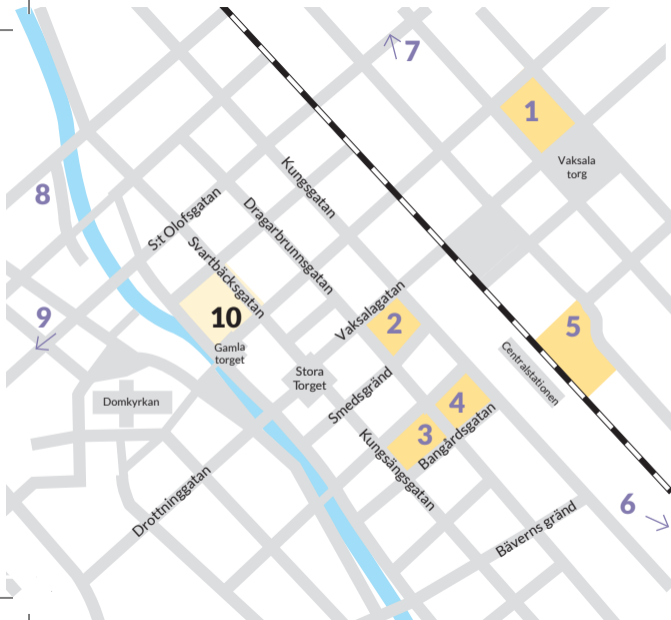 7
1
Vaksala
torg
Kungsgatan
8
S:t Olofsgatan
Dragarbrunnsgatan
Svartbäcksgatan
9
10
Vaksalagatan
2
5
Gamla
torget
Stora
Torget
Centralstationen
Smedsgränd
Domkyrkan
4
3
Bangårdsgatan
Kungsängsgatan
Drottninggatan
6
Bäverns gränd